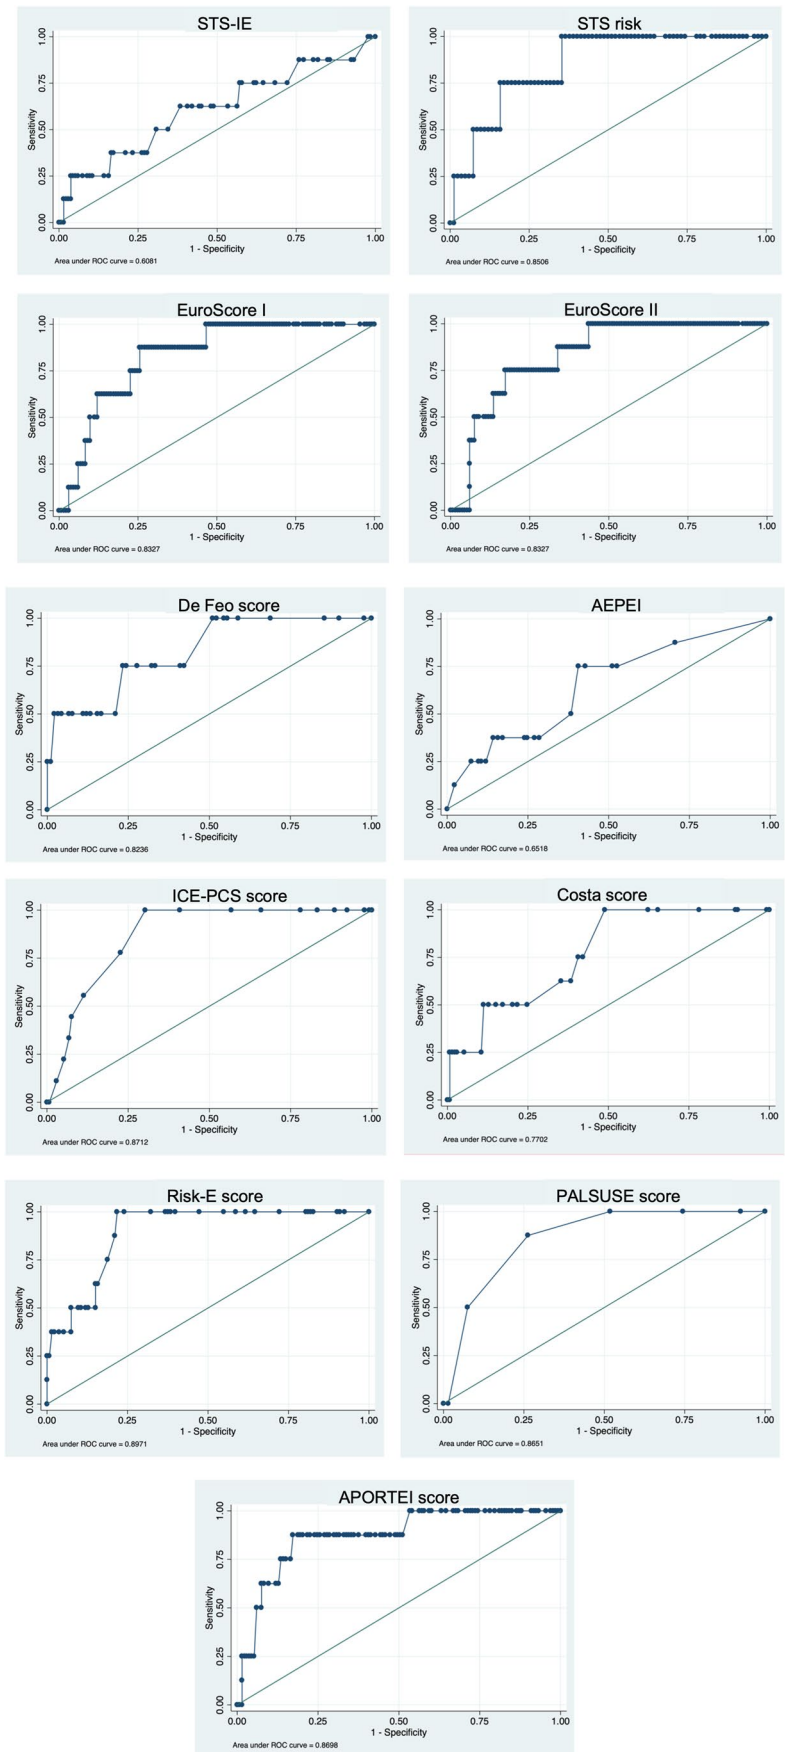 STS-IE
Sensitivity
0.00 0.25 0.50 0.75 1.00
0.00 0.25 0.50 0.75 1.00
1 - Specificity
Area under ROC curve = 0.6081
STS risk
Sensitivity
0.00 0.25 0.50 0.75 1.00
0.00 0.25 0.50 0.75 1.00
1 - Specificity
Area under ROC curve = 0.8506
EuroScore I
Sensitivity
0.00 0.25 0.50 0.75 1.00
0.00 0.25 0.50 0.75 1.00
1 - Specificity
Area under ROC curve = 0.8327
EuroScore II
Sensitivity
0.00 0.25 0.50 0.75 1.00
0.00 0.25 0.50 0.75 1.00
1 - Specificity
Area under ROC curve = 0.8327
De Feo score
Sensitivity
0.00 0.25 0.50 0.75 1.00
0.00 0.25 0.50 0.75 1.00
1 - Specificity
Area under ROC curve = 0.8236
AEPEI
Sensitivity
0.00 0.25 0.50 0.75 1.00
0.00 0.25 0.50 0.75 1.00
1 - Specificity
Area under ROC curve = 0.6518
ICE-PCS score
Sensitivity
0.00 0.25 0.50 0.75 1.00
0.00 0.25 0.50 0.75 1.00
1 - Specificity
Area under ROC curve = 0.8712
Costa score
Sensitivity
0.00 0.25 0.50 0.75 1.00
0.00 0.25 0.50 0.75 1.00
1 - Specificity
Area under ROC curve = 0.7702
Risk-E score
Sensitivity
0.00 0.25 0.50 0.75 1.00
0.00 0.25 0.50 0.75 1.00
1 - Specificity
Area under ROC curve = 0.8971
PALSUSE score
Sensitivity
0.00 0.25 0.50 0.75 1.00
0.00 0.25 0.50 0.75 1.00
1 - Specificity
Area under ROC curve = 0.8651
APORTEI score
Sensitivity
0.00 0.25 0.50 0.75 1.00
0.00 0.25 0.50 0.75 1.00
1 - Specificity
Area under ROC curve = 0.8698